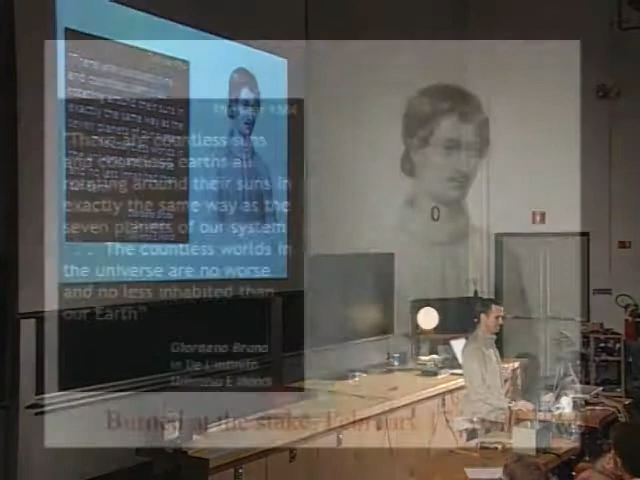 "There are countless suns
and countless earths all
rotating around their suns in
exactly the same way as the
seven planets of our system
. . . The countless worlds in
the universe are no worse
and no less inhabited than
our Earth"
Giordano Bruno
in De L'infinito
Universo E Mondi
Burned at the stake, February
0